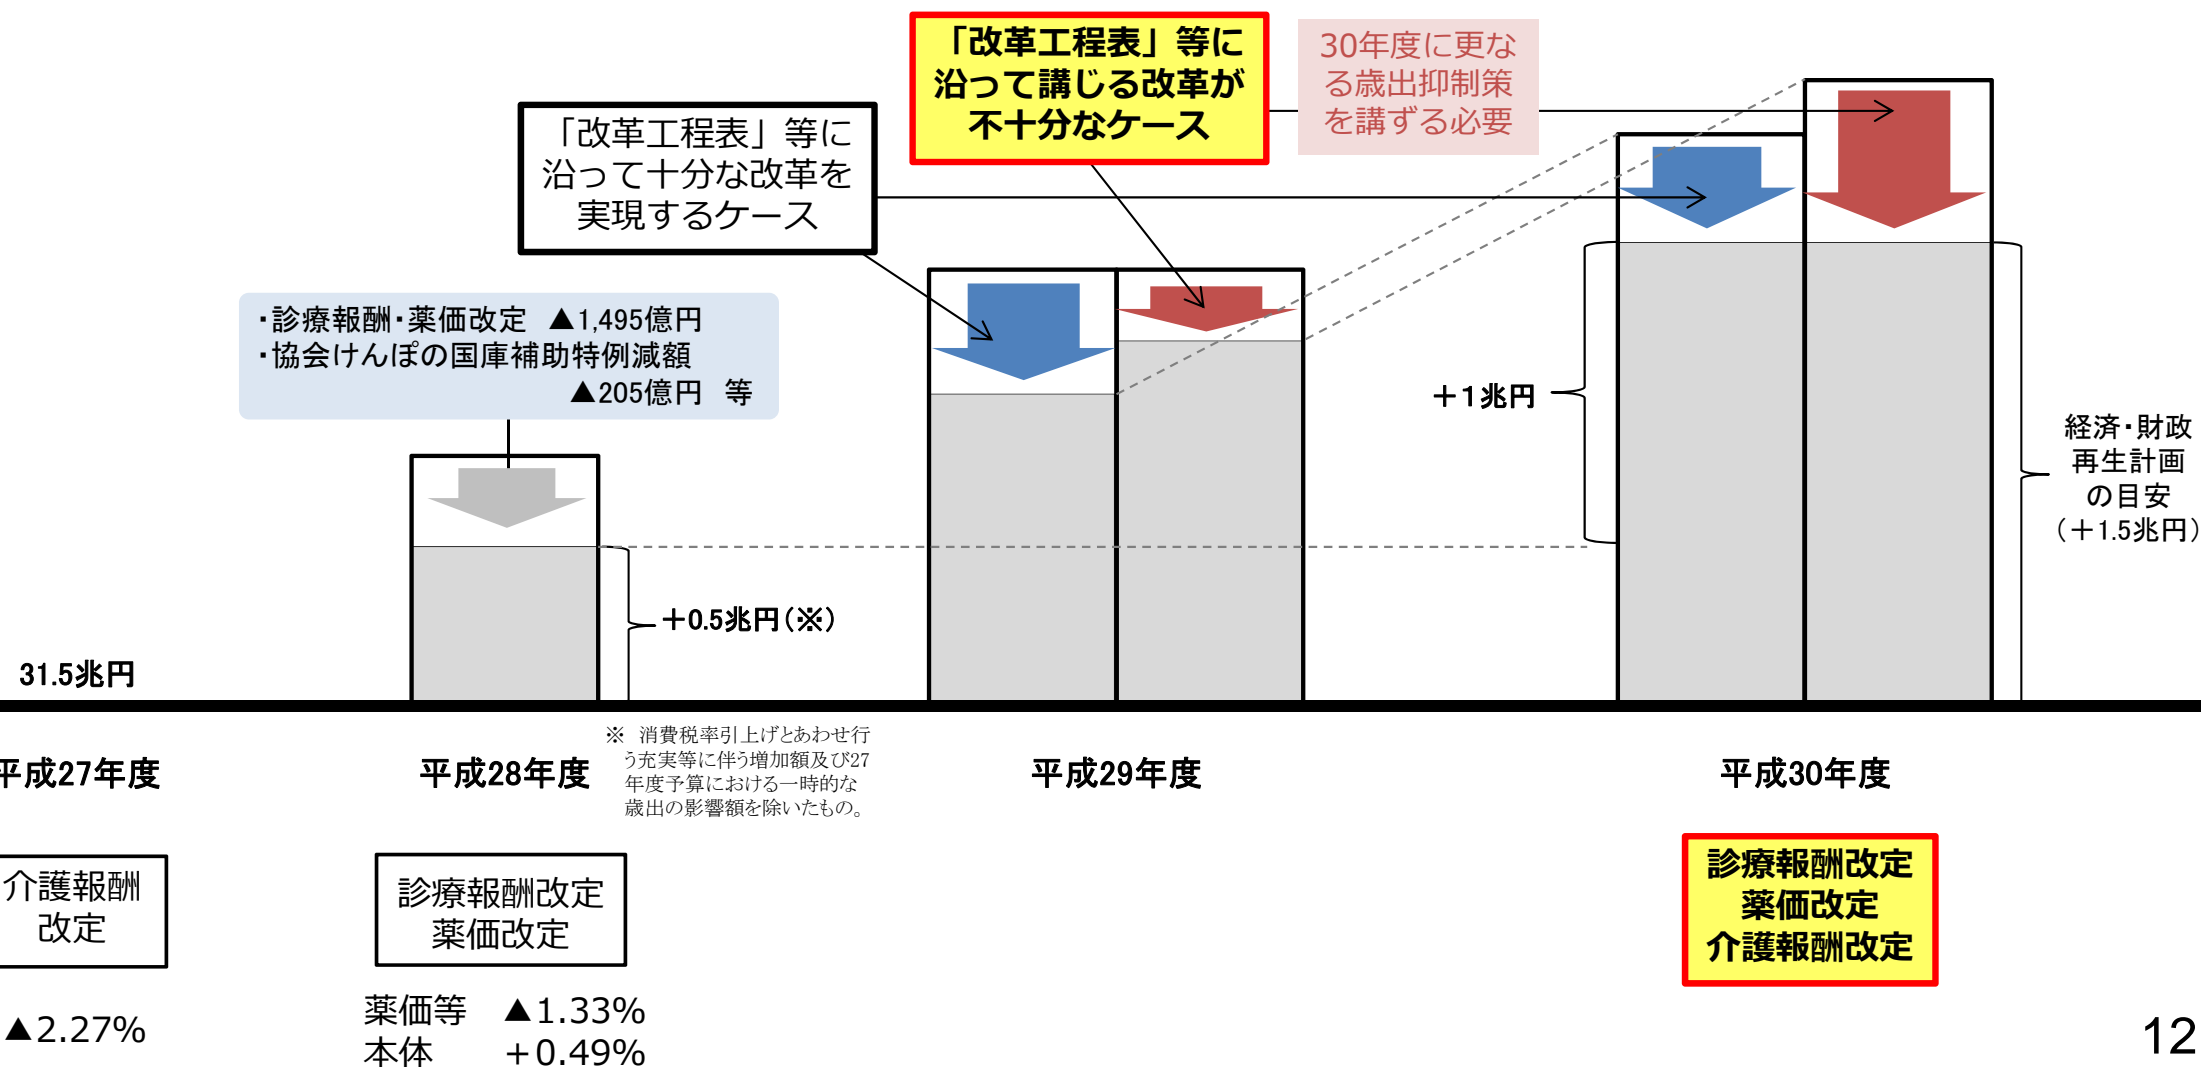 「改革工程表」等に
沿って講じる改革が
不十分なケース
30年度に更な
る歳出抑制策
を講ずる必要
「改革工程表」等に
沿って十分な改革を
実現するケース
・診療報酬・薬価改定　▲1,495億円
・協会けんぽの国庫補助特例減額
▲205億円　等
＋1兆円
経済・財政
再生計画
の目安
（＋1.5兆円）
＋0.5兆円（※）
31.5兆円
平成27年度
平成28年度
※　消費税率引上げとあわせ行
う充実等に伴う増加額及び27
年度予算における一時的な
歳出の影響額を除いたもの。
平成29年度
平成30年度
介護報酬
改定
診療報酬改定
薬価改定
診療報酬改定
薬価改定
介護報酬改定
▲2.27%
薬価等　▲1.33%
本体　　＋0.49%
12